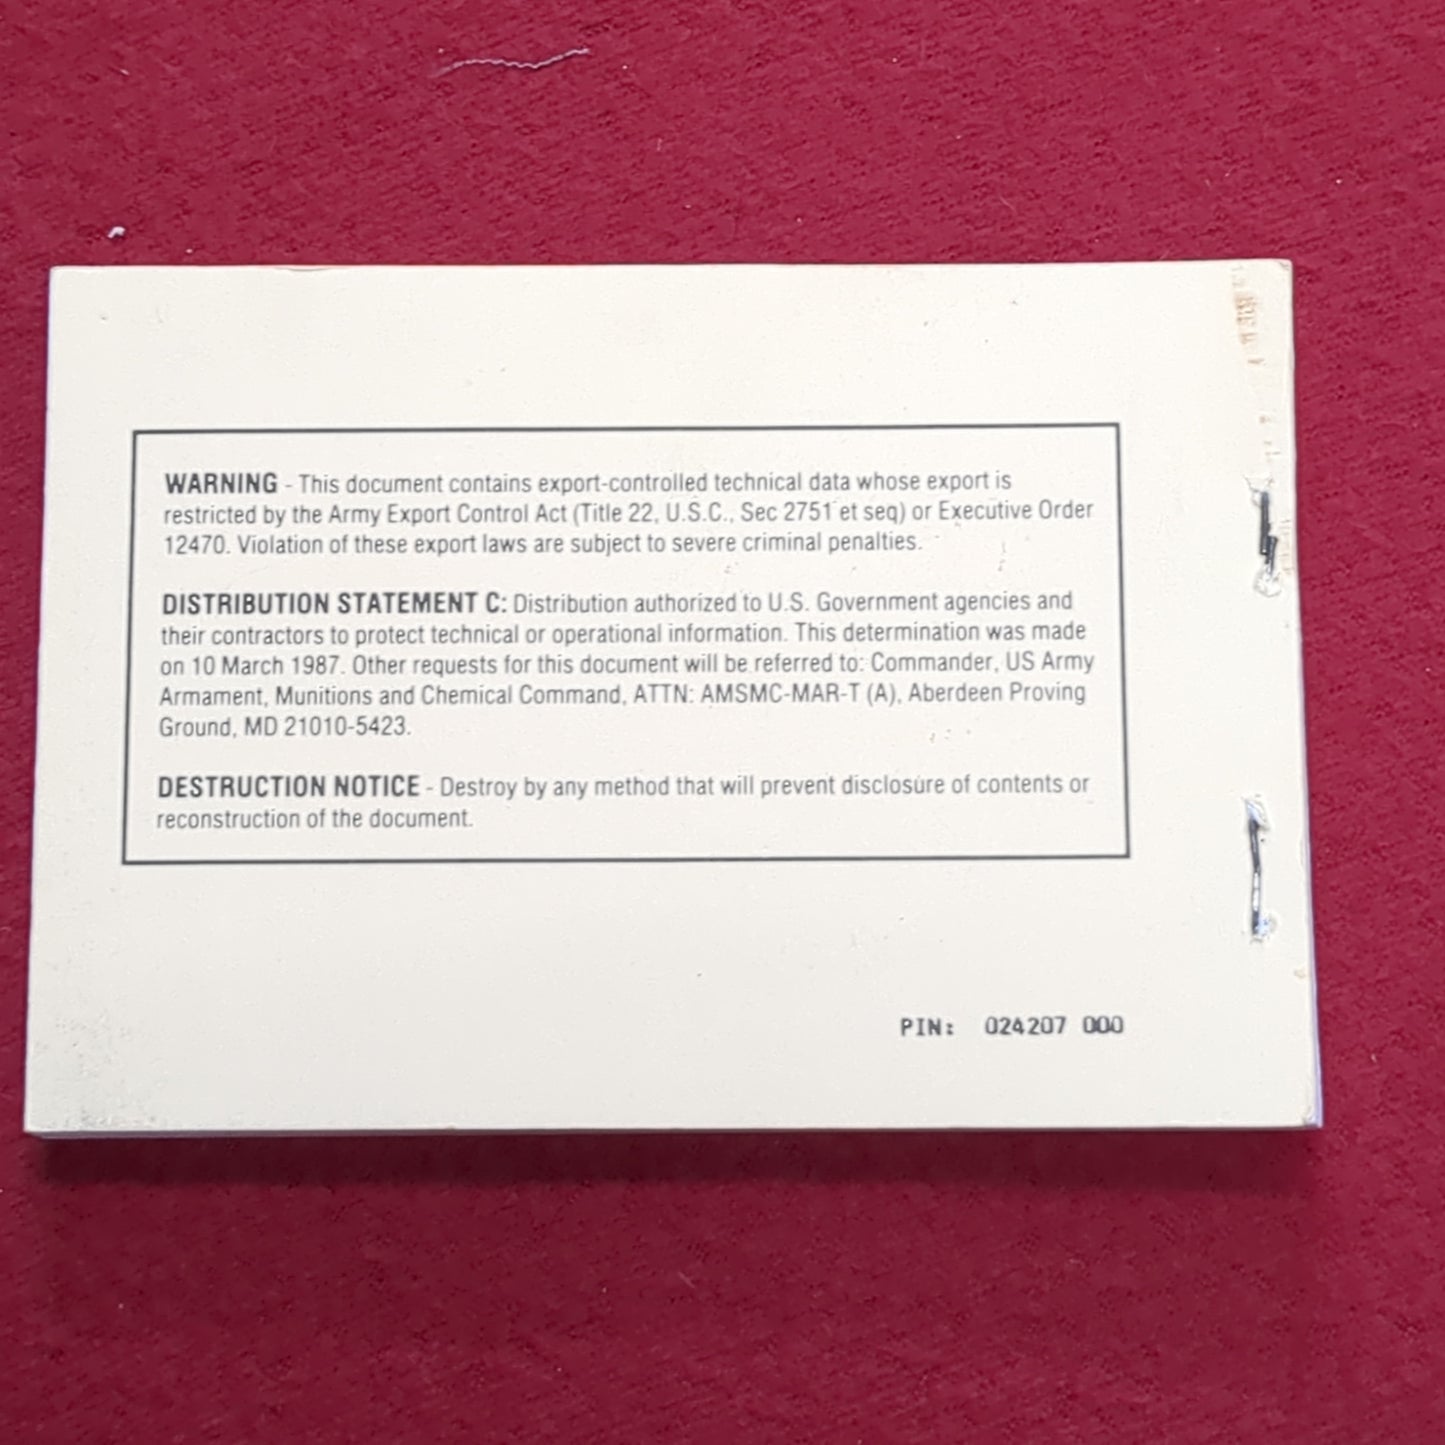 WARNING - This document contains export-controlled technical data whose export is
restricted by the Army Export Control Act (Title 22, U.S.C., Sec 2751 et seq) or Executive Order
12470. Violation of these export laws are subject to severe criminal penalties.
DISTRIBUTION STATEMENT C: Distribution authorized to U.S. Government agencies and
their contractors to protect technical or operational information. This determination was made
on 10 March 1987. Other requests for this document will be referred to: Commander, US Army
Armament, Munitions and Chemical Command, ATTN: AMSMC-MAR-T (A), Aberdeen Proving
Ground, MD 21010-5423.
DESTRUCTION NOTICE - Destroy by any method that will prevent disclosure of contents or
reconstruction of the document.
PIN: 024207 000